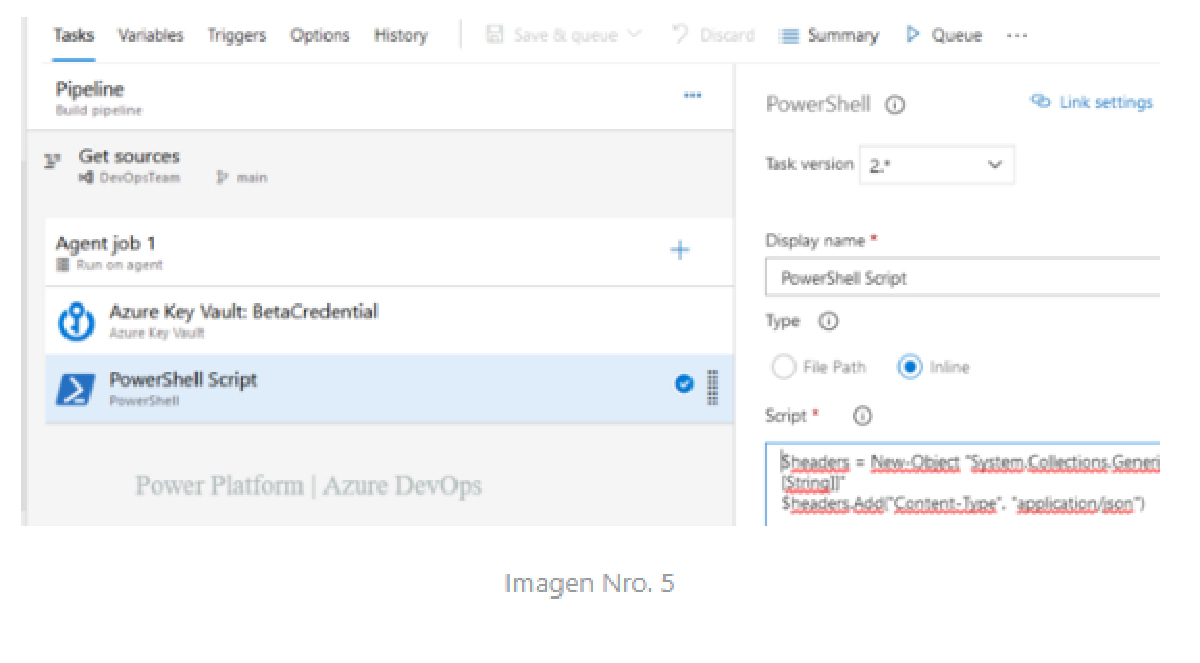 Tasks Variables Triggers Options History Save & queue Discard Summary Queue ...
Pipeline
Build pipeline
Get sources
DevOpsTeam main
Agent job 1
Run on agent
Azure Key Vault: BetaCredential
Azure Key Vault
PowerShell Script
PowerShell
Power Platform | Azure DevOps
PowerShell Link settings
Task version 2.*
Display name *
PowerShell Script
Type
File Path Inline
Script *
$headers = New-Object "System.Collections.Generi
[String]]"
$headers.Add("Content-Type", "application/json")
Imagen Nro. 5